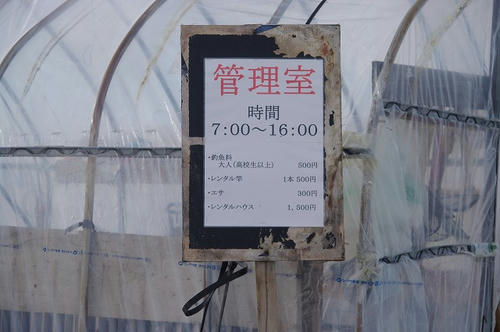 管理室
時間
7:00～16:00
・釣魚料
大人(高校生以上) 500円
・レンタル竿 1本 500円
・エサ 300円
・レンタルハウス 1,500円